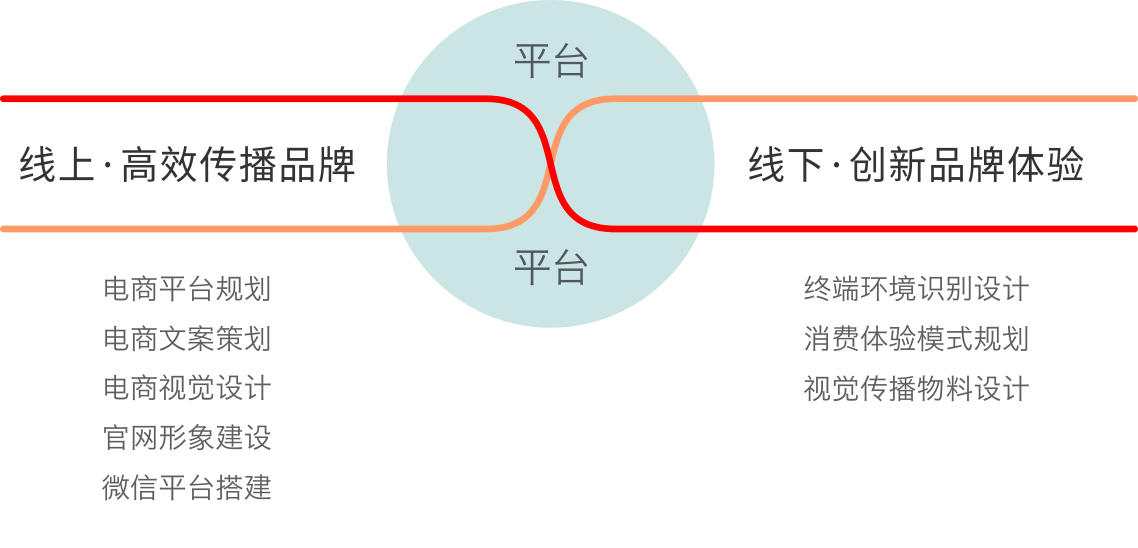 平台
线上·高效传播品牌
线下·创新品牌体验
平台
电商平台规划
电商文案策划
电商视觉设计
官网形象建设
微信平台搭建
终端环境识别设计
消费体验模式规划
视觉传播物料设计